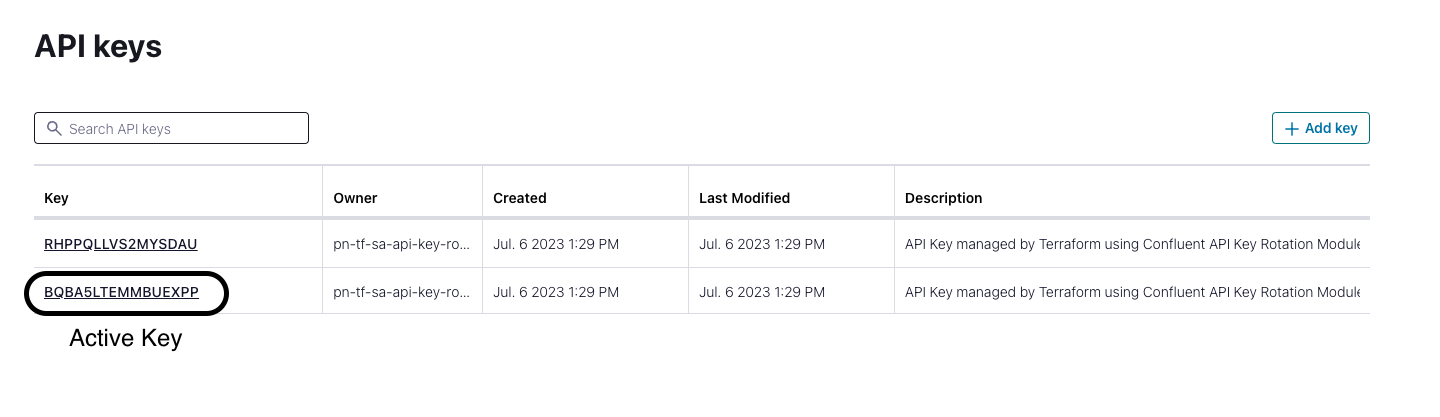 API keys
Search API keys
+ Add key
Key Owner Created Last Modified Description
RHPPQLLVS2MYSDAU pn-tf-sa-api-key-ro... Jul. 6 2023 1:29 PM Jul. 6 2023 1:29 PM API Key managed by Terraform using Confluent API Key Rotation Module
BQBA5LTEMMBUEXPP pn-tf-sa-api-key-ro... Jul. 6 2023 1:29 PM Jul. 6 2023 1:29 PM API Key managed by Terraform using Confluent API Key Rotation Module
Active Key